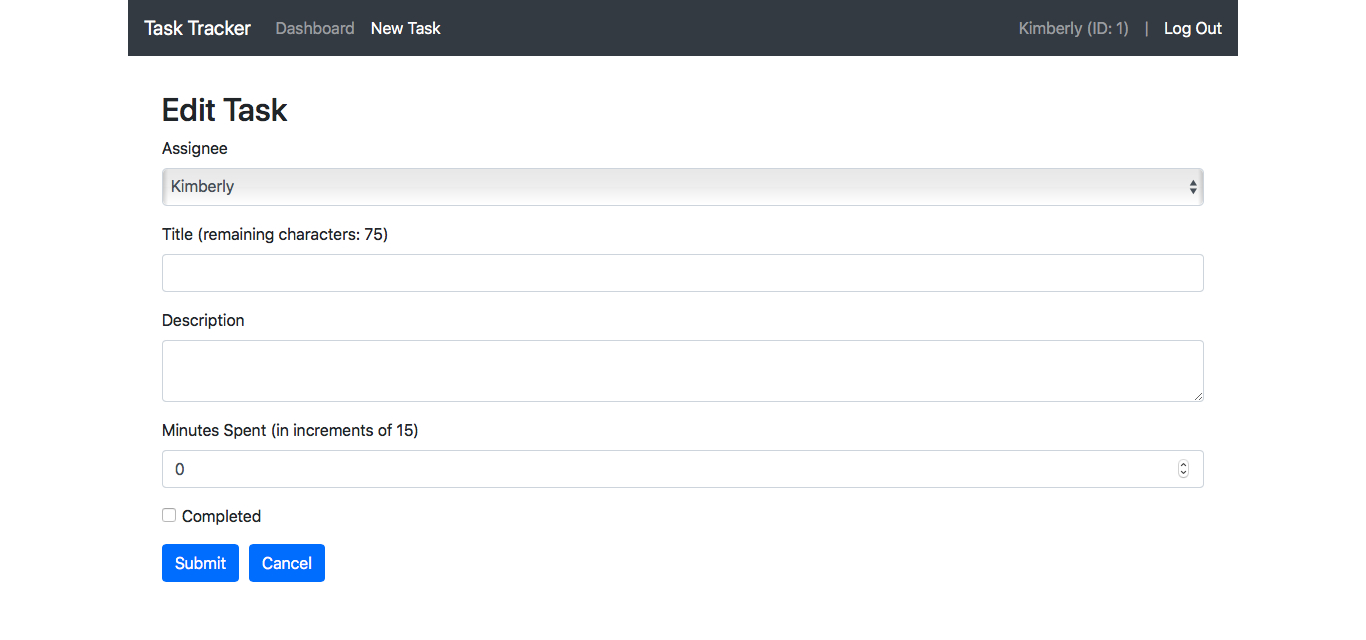 Task Tracker Dashboard New Task Kimberly (ID: 1) | Log Out
Edit Task
Assignee
Kimberly
Title (remaining characters: 75)
Description
Minutes Spent (in increments of 15)
0
Completed
Submit Cancel